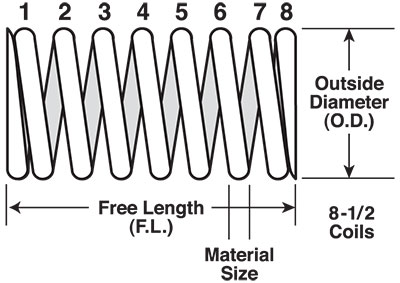 1 2 3 4 5 6 7 8
Outside
Diameter
(O.D.)
Free Length
(F.L.)
8-1/2
Coils
Material
Size